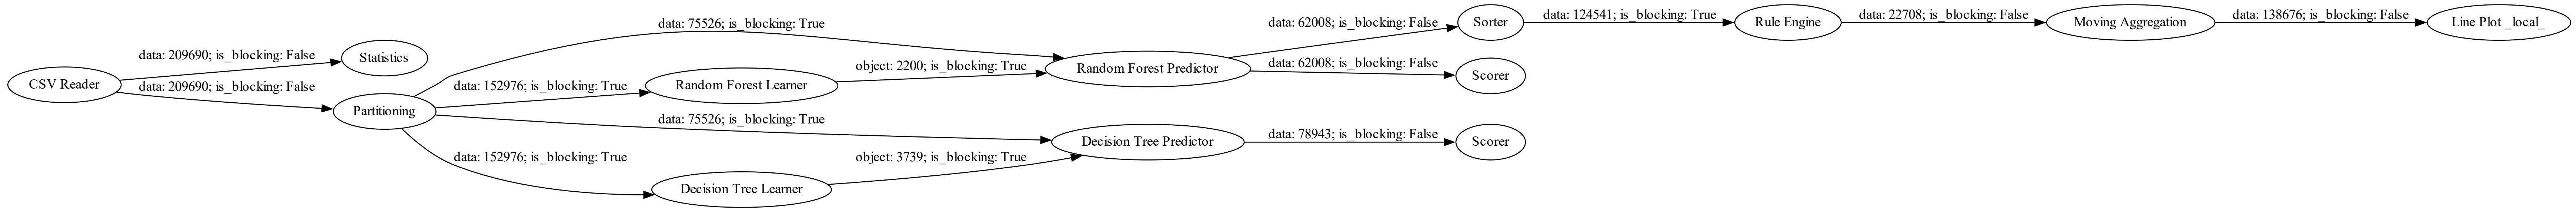 CSV Reader
data: 209690; is_blocking: False
data: 209690; is_blocking: False
Statistics
Partitioning
data: 75526; is_blocking: True
data: 152976; is_blocking: True
data: 75526; is_blocking: True
data: 152976; is_blocking: True
Random Forest Learner
Decision Tree Learner
object: 2200; is_blocking: True
object: 3739; is_blocking: True
Random Forest Predictor
Decision Tree Predictor
data: 62008; is_blocking: False
data: 62008; is_blocking: False
data: 78943; is_blocking: False
Sorter
Scorer
Scorer
data: 124541; is_blocking: True
Rule Engine
data: 22708; is_blocking: False
Moving Aggregation
data: 138676; is_blocking: False
Line Plot _local_